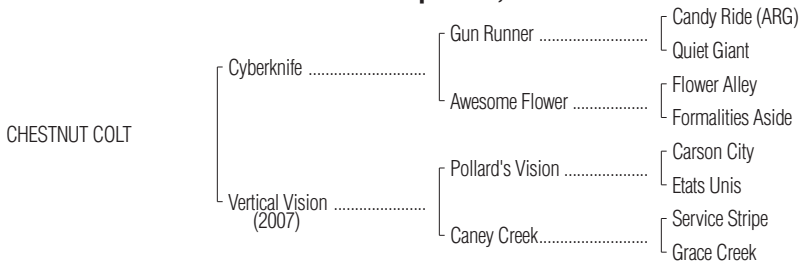 Candy Ride (ARG)
Gun Runner ..........................
Quiet Giant
Cyberknife ............................
Flower Alley
Awesome Flower ..................
Formalities Aside
CHESTNUT COLT
Carson City
Pollard's Vision ....................
Etats Unis
Vertical Vision ......................
(2007)
Service Stripe
Caney Creek..........................
Grace Creek